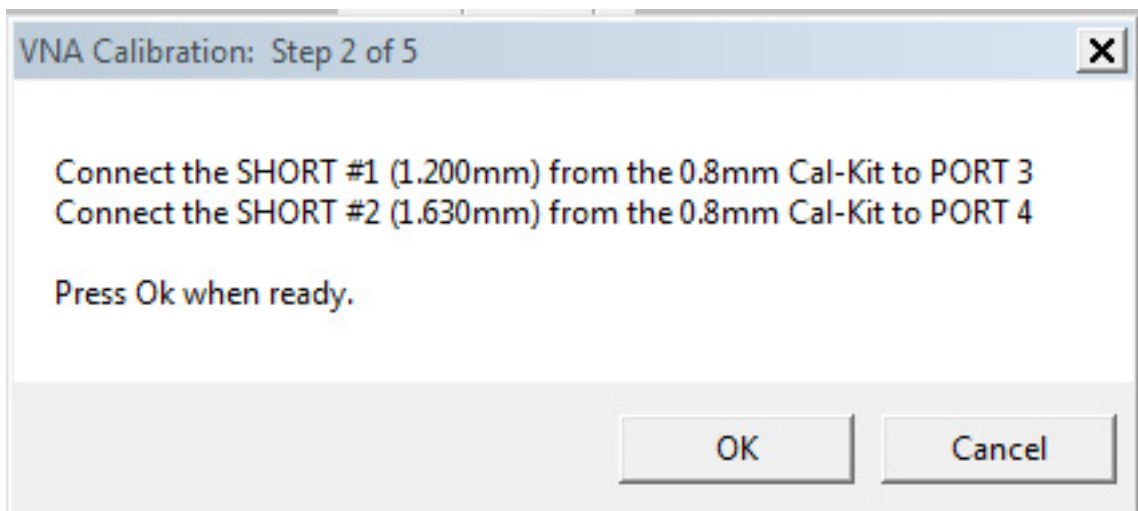 VNA Calibration: Step 2 of 5
Connect the SHORT #1 (1.200mm) from the 0.8mm Cal-Kit to PORT 3
Connect the SHORT #2 (1.630mm) from the 0.8mm Cal-Kit to PORT 4
Press Ok when ready.
OK
Cancel